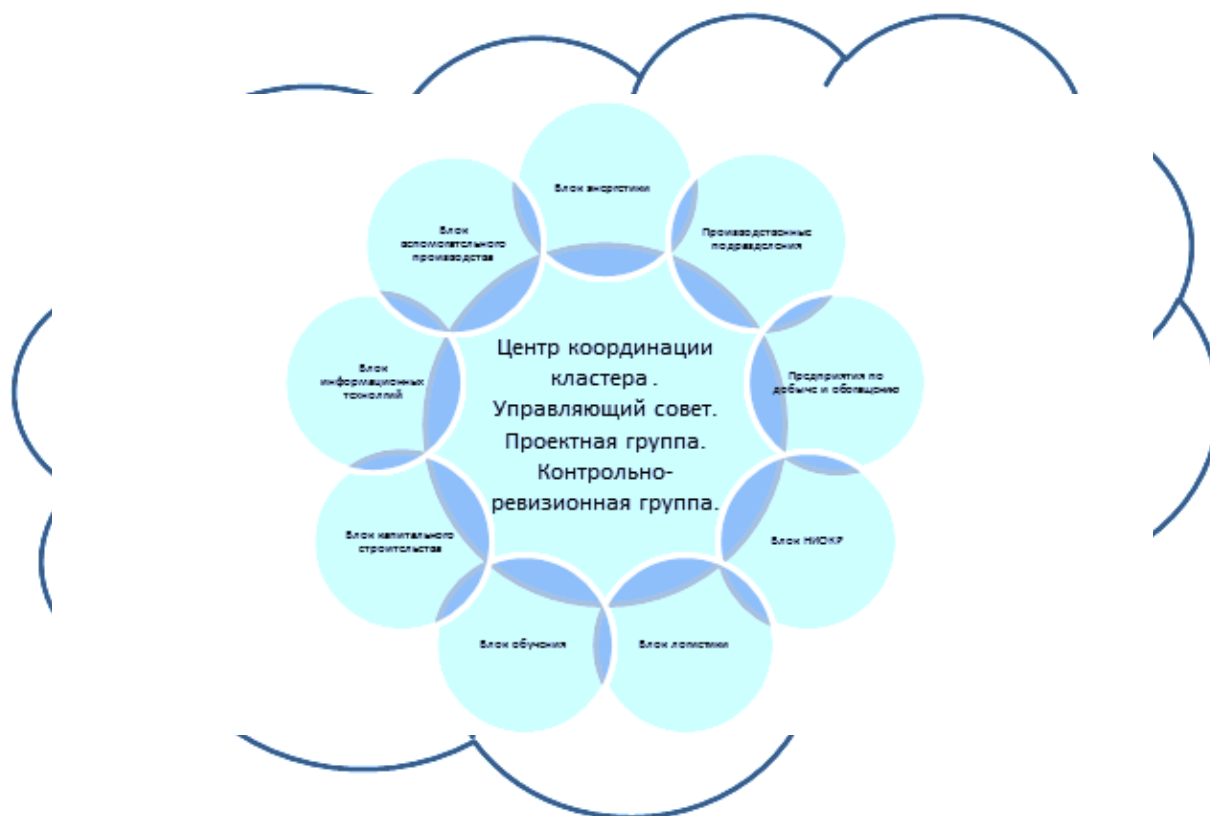 Блок энергетики
Производственные
подразделения
Предприятия по
добыче и обогащению
Блок НИОКР
Блок логистики
Блок обучения
Блок капитального
строительства
Блок
информационных
технолгий
Блок
вспомогательного
производства
Центр координации
кластера.
Управляющий совет.
Проектная группа.
Контрольно-
ревизионная группа.